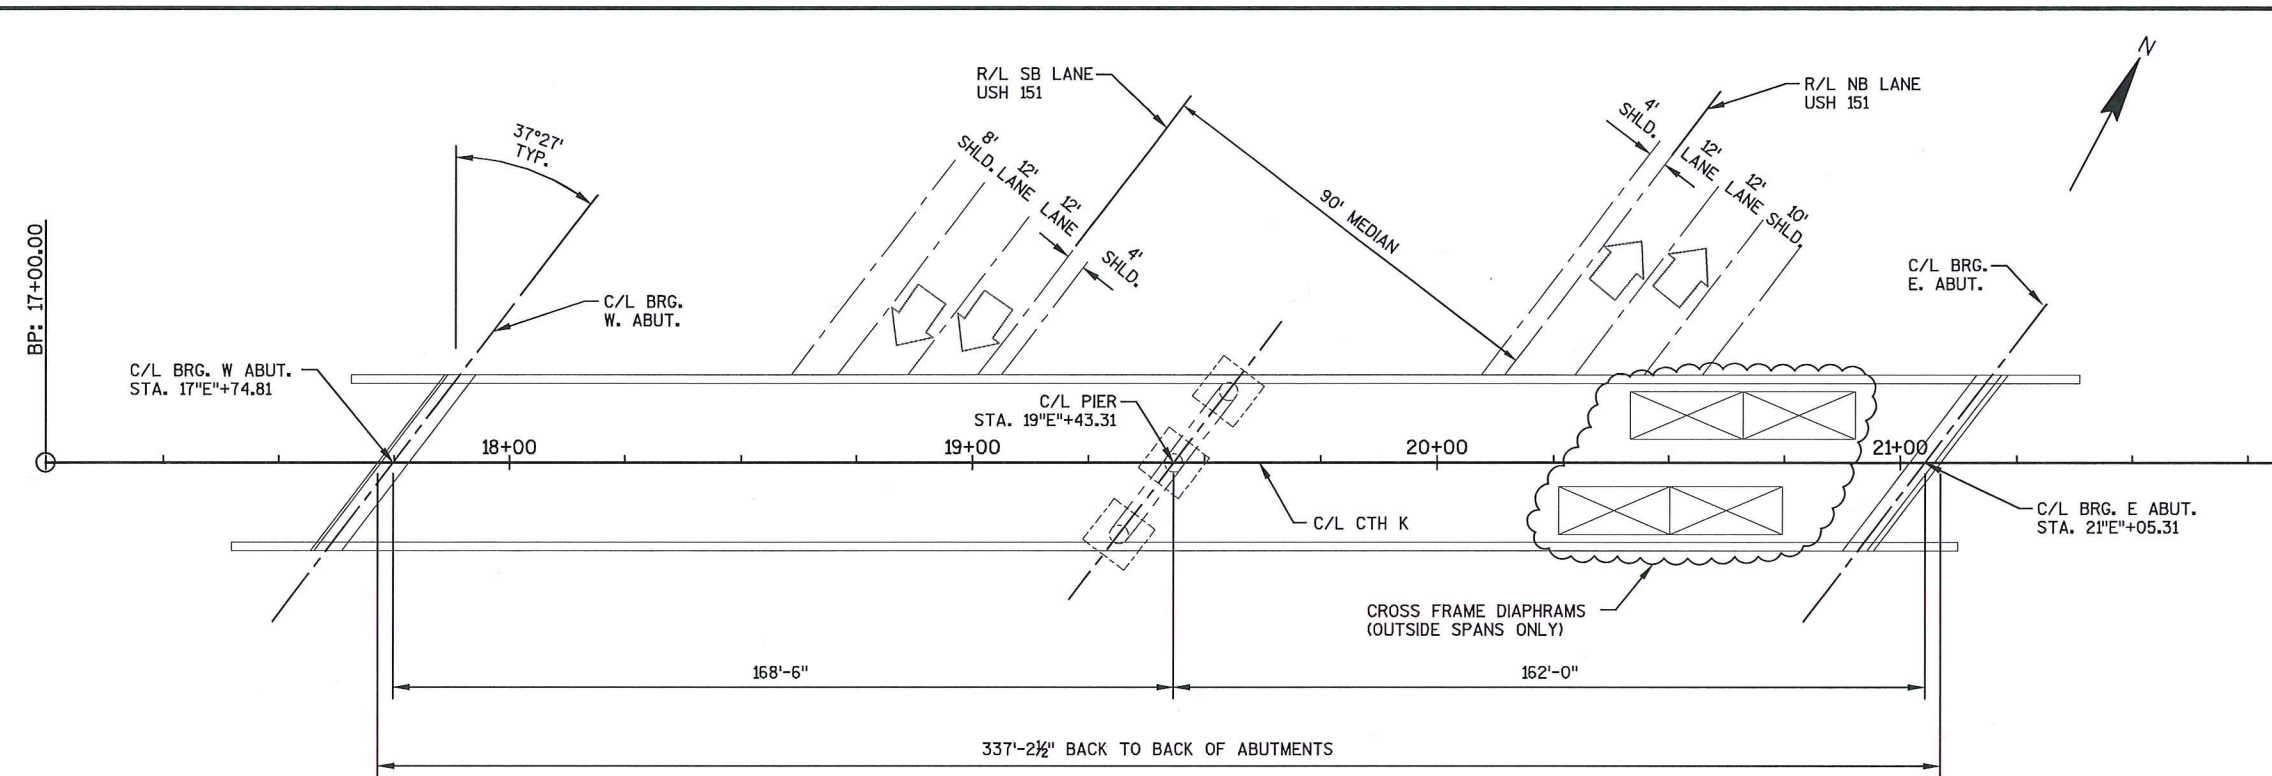 N
R/L SB LANE
USH 151
R/L NB LANE
USH 151
37°27'
TYP.
8'
SHLD.
12'
LANE
12'
LANE
4'
SHLD.
90' MEDIAN
4'
SHLD.
12'
LANE
12'
LANE
10'
SHLD.
BP: 17+00.00
C/L BRG.
W. ABUT.
C/L BRG.
E. ABUT.
C/L BRG. W ABUT.
STA. 17"E"+74.81
C/L PIER
STA. 19"E"+43.31
18+00
19+00
20+00
21+00
C/L CTH K
C/L BRG. E ABUT.
STA. 21"E"+05.31
CROSS FRAME DIAPHRAMS
(OUTSIDE SPANS ONLY)
168'-6"
162'-0"
337'-2½" BACK TO BACK OF ABUTMENTS